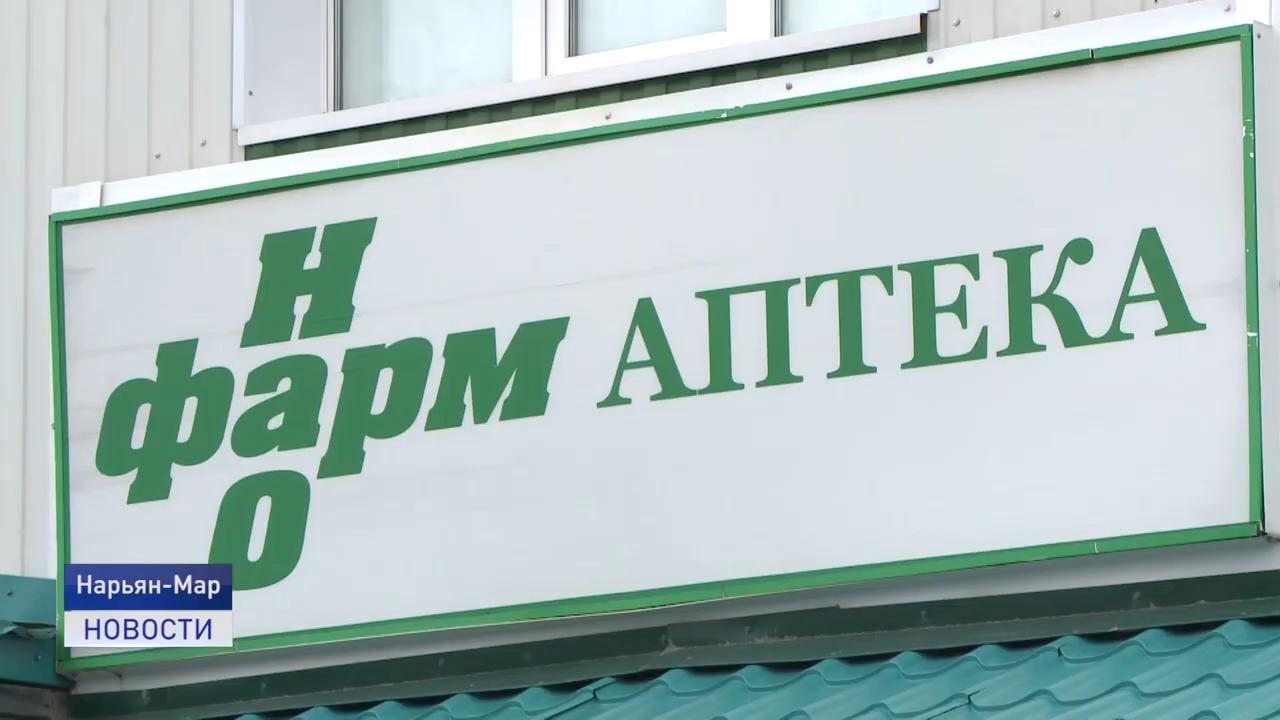 Н
фарм АПТЕКА
О
Нарьян-Мар
НОВОСТИ